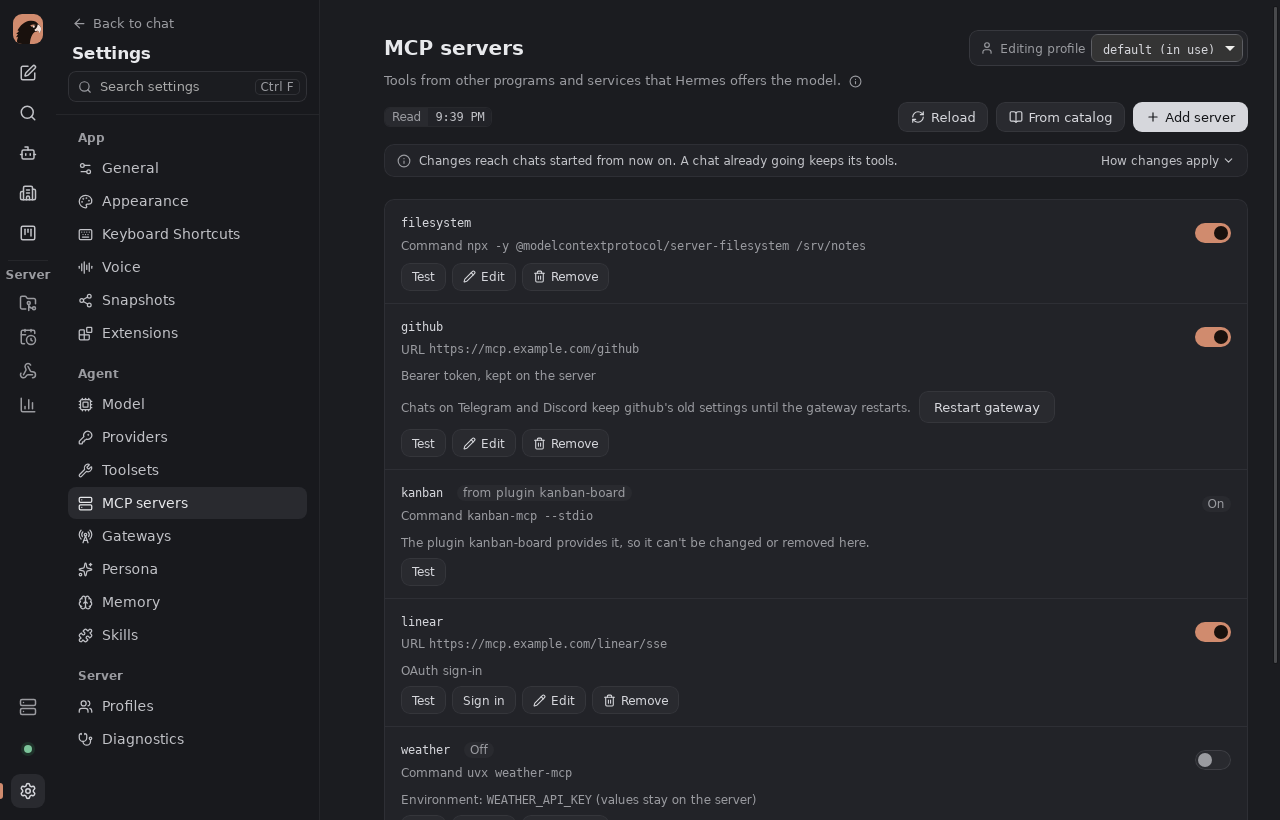 Back to chat
Settings
Search settings Ctrl F
App
General
Appearance
Keyboard Shortcuts
Voice
Snapshots
Extensions
Agent
Model
Providers
Toolsets
MCP servers
Gateways
Persona
Memory
Skills
Server
Profiles
Diagnostics
Server
MCP servers
Editing profile default (in use)
Tools from other programs and services that Hermes offers the model.
Read 9:39 PM
Reload From catalog Add server
Changes reach chats started from now on. A chat already going keeps its tools. How changes apply
filesystem
Command npx -y @modelcontextprotocol/server-filesystem /srv/notes
Test Edit Remove
github
URL https://mcp.example.com/github
Bearer token, kept on the server
Chats on Telegram and Discord keep github's old settings until the gateway restarts. Restart gateway
Test Edit Remove
kanban from plugin kanban-board
On
Command kanban-mcp --stdio
The plugin kanban-board provides it, so it can't be changed or removed here.
Test
linear
URL https://mcp.example.com/linear/sse
OAuth sign-in
Test Sign in Edit Remove
weather Off
Command uvx weather-mcp
Environment: WEATHER_API_KEY (values stay on the server)